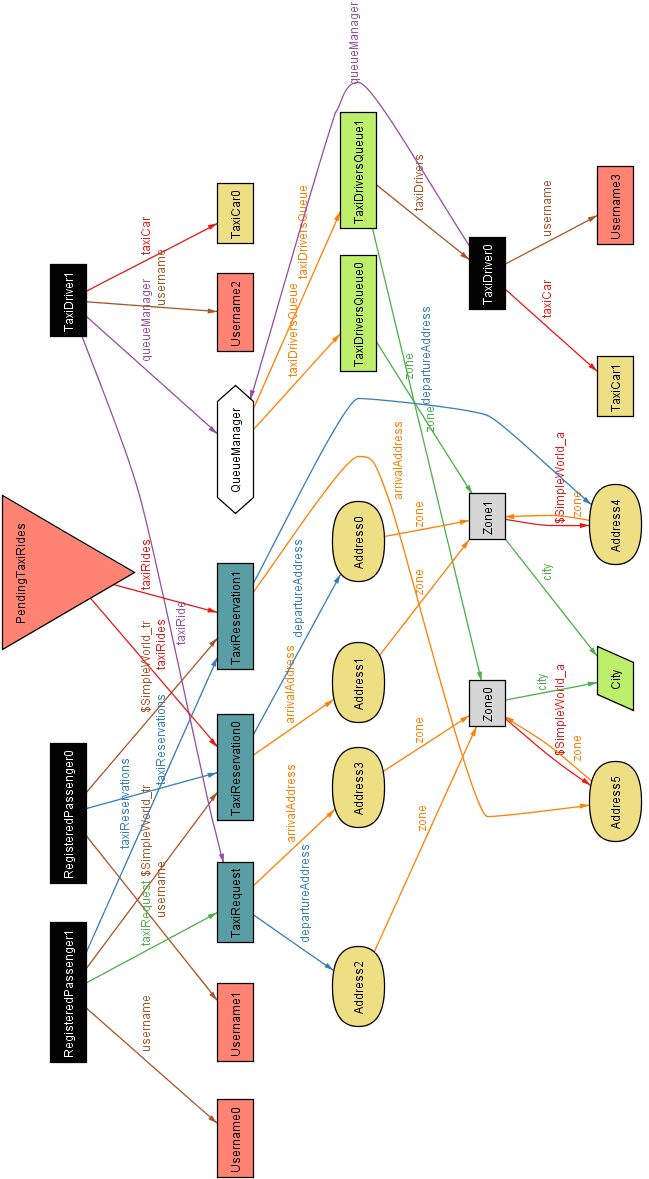 PendingTaxiRides
RegisteredPassenger1
RegisteredPassenger0
TaxiDriver1
username
taxiRequest
$SimpleWorld_tr
username
taxiReservations
taxiReservations
$SimpleWorld_tr
taxiRides
taxiRides
taxiRide
queueManager
username
taxiCar
Username0
Username1
TaxiRequest
TaxiReservation0
TaxiReservation1
QueueManager
Username2
TaxiCar0
departureAddress
arrivalAddress
arrivalAddress
departureAddress
taxiDriversQueue
taxiDriversQueue
queueManager
Address2
Address3
Address1
Address0
TaxiDriversQueue0
TaxiDriversQueue1
zone
zone
zone
zone
arrivalAddress
departureAddress
zone
zone
taxiDrivers
Zone0
Zone1
TaxiDriver0
$SimpleWorld_a
zone
city
city
$SimpleWorld_a
zone
taxiCar
username
Address5
City
Address4
TaxiCar1
Username3